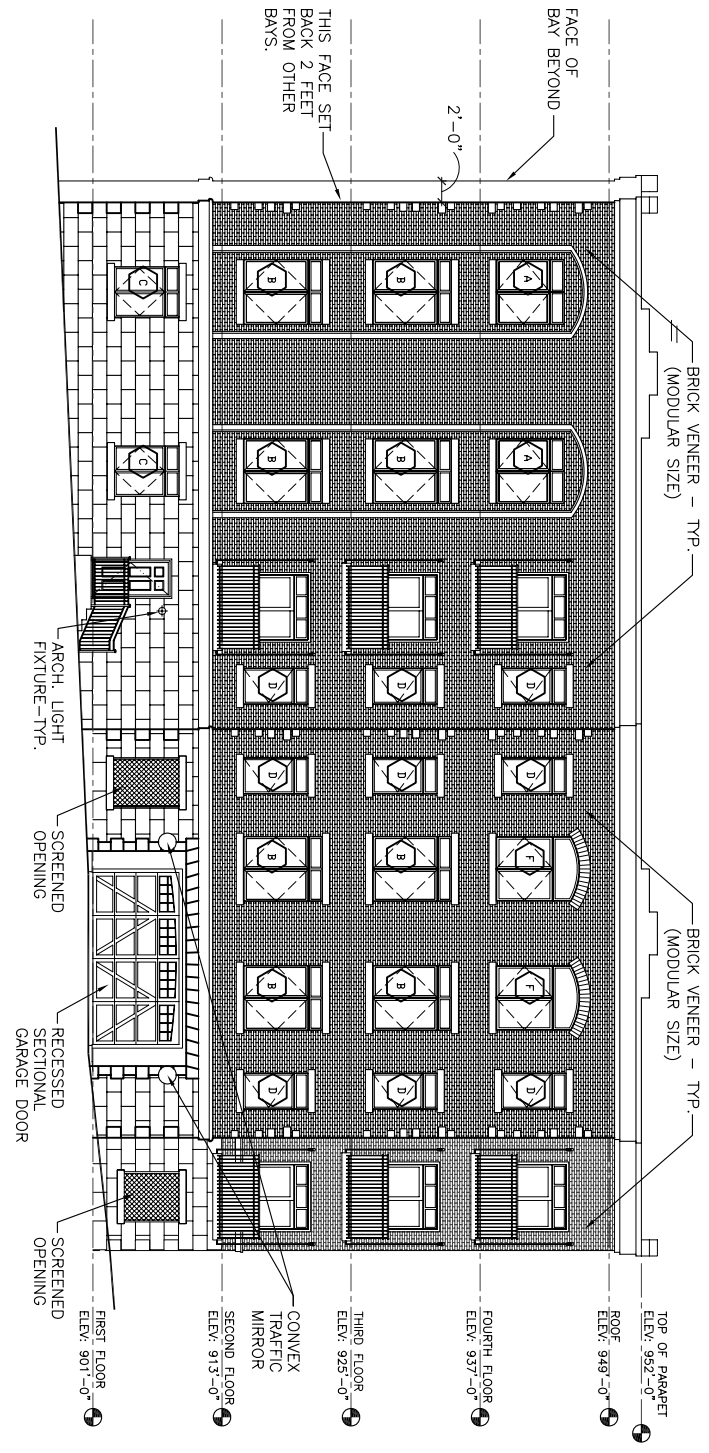 FACE OF
BAY BEYOND
2'-0"
THIS FACE SET
BACK 2 FEET
FROM OTHER
BAYS.
BRICK VENEER - TYP.
(MODULAR SIZE)
BRICK VENEER - TYP.
(MODULAR SIZE)
TOP OF PARAPET
ELEV: 952'-0"
ROOF
ELEV: 949'-0"
FOURTH FLOOR
ELEV: 937'-0"
THIRD FLOOR
ELEV: 925'-0"
SECOND FLOOR
ELEV: 913'-0"
FIRST FLOOR
ELEV: 901'-0"
A
A
D
D
F
F
D
B
B
D
D
B
B
D
B
B
D
D
B
B
D
C
C
ARCH. LIGHT
FIXTURE-TYP.
SCREENED
OPENING
RECESSED
SECTIONAL
GARAGE DOOR
CONVEX
TRAFFIC
MIRROR
SCREENED
OPENING